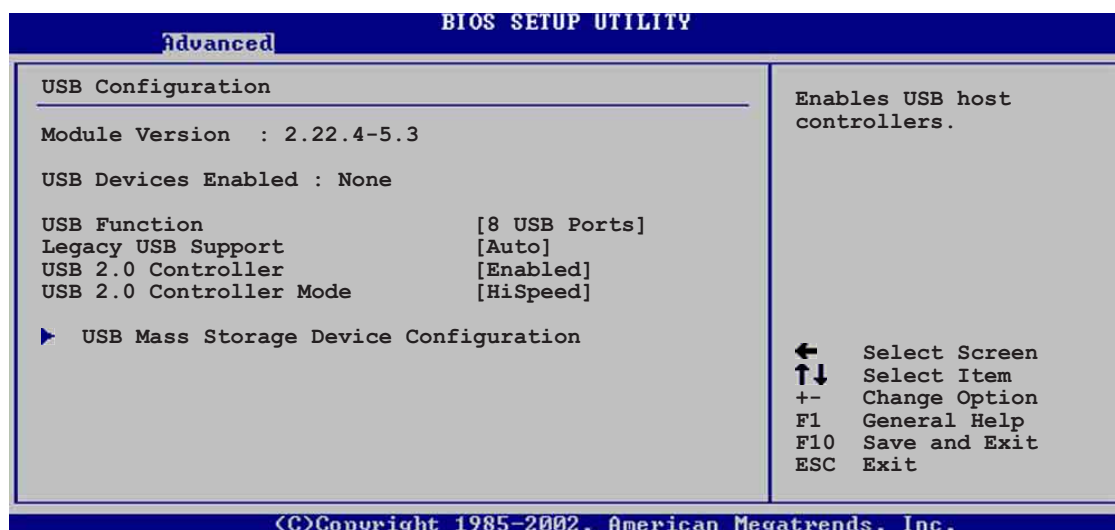 BIOS SETUP UTILITY
Advanced
USB Configuration
Module Version : 2.22.4-5.3
USB Devices Enabled : None
USB Function [8 USB Ports]
Legacy USB Support [Auto]
USB 2.0 Controller [Enabled]
USB 2.0 Controller Mode [HiSpeed]
USB Mass Storage Device Configuration
Enables USB host
controllers.
← Select Screen
↑↓ Select Item
+- Change Option
F1 General Help
F10 Save and Exit
ESC Exit
(C)Copyright 1985-2002, American Megatrends, Inc.